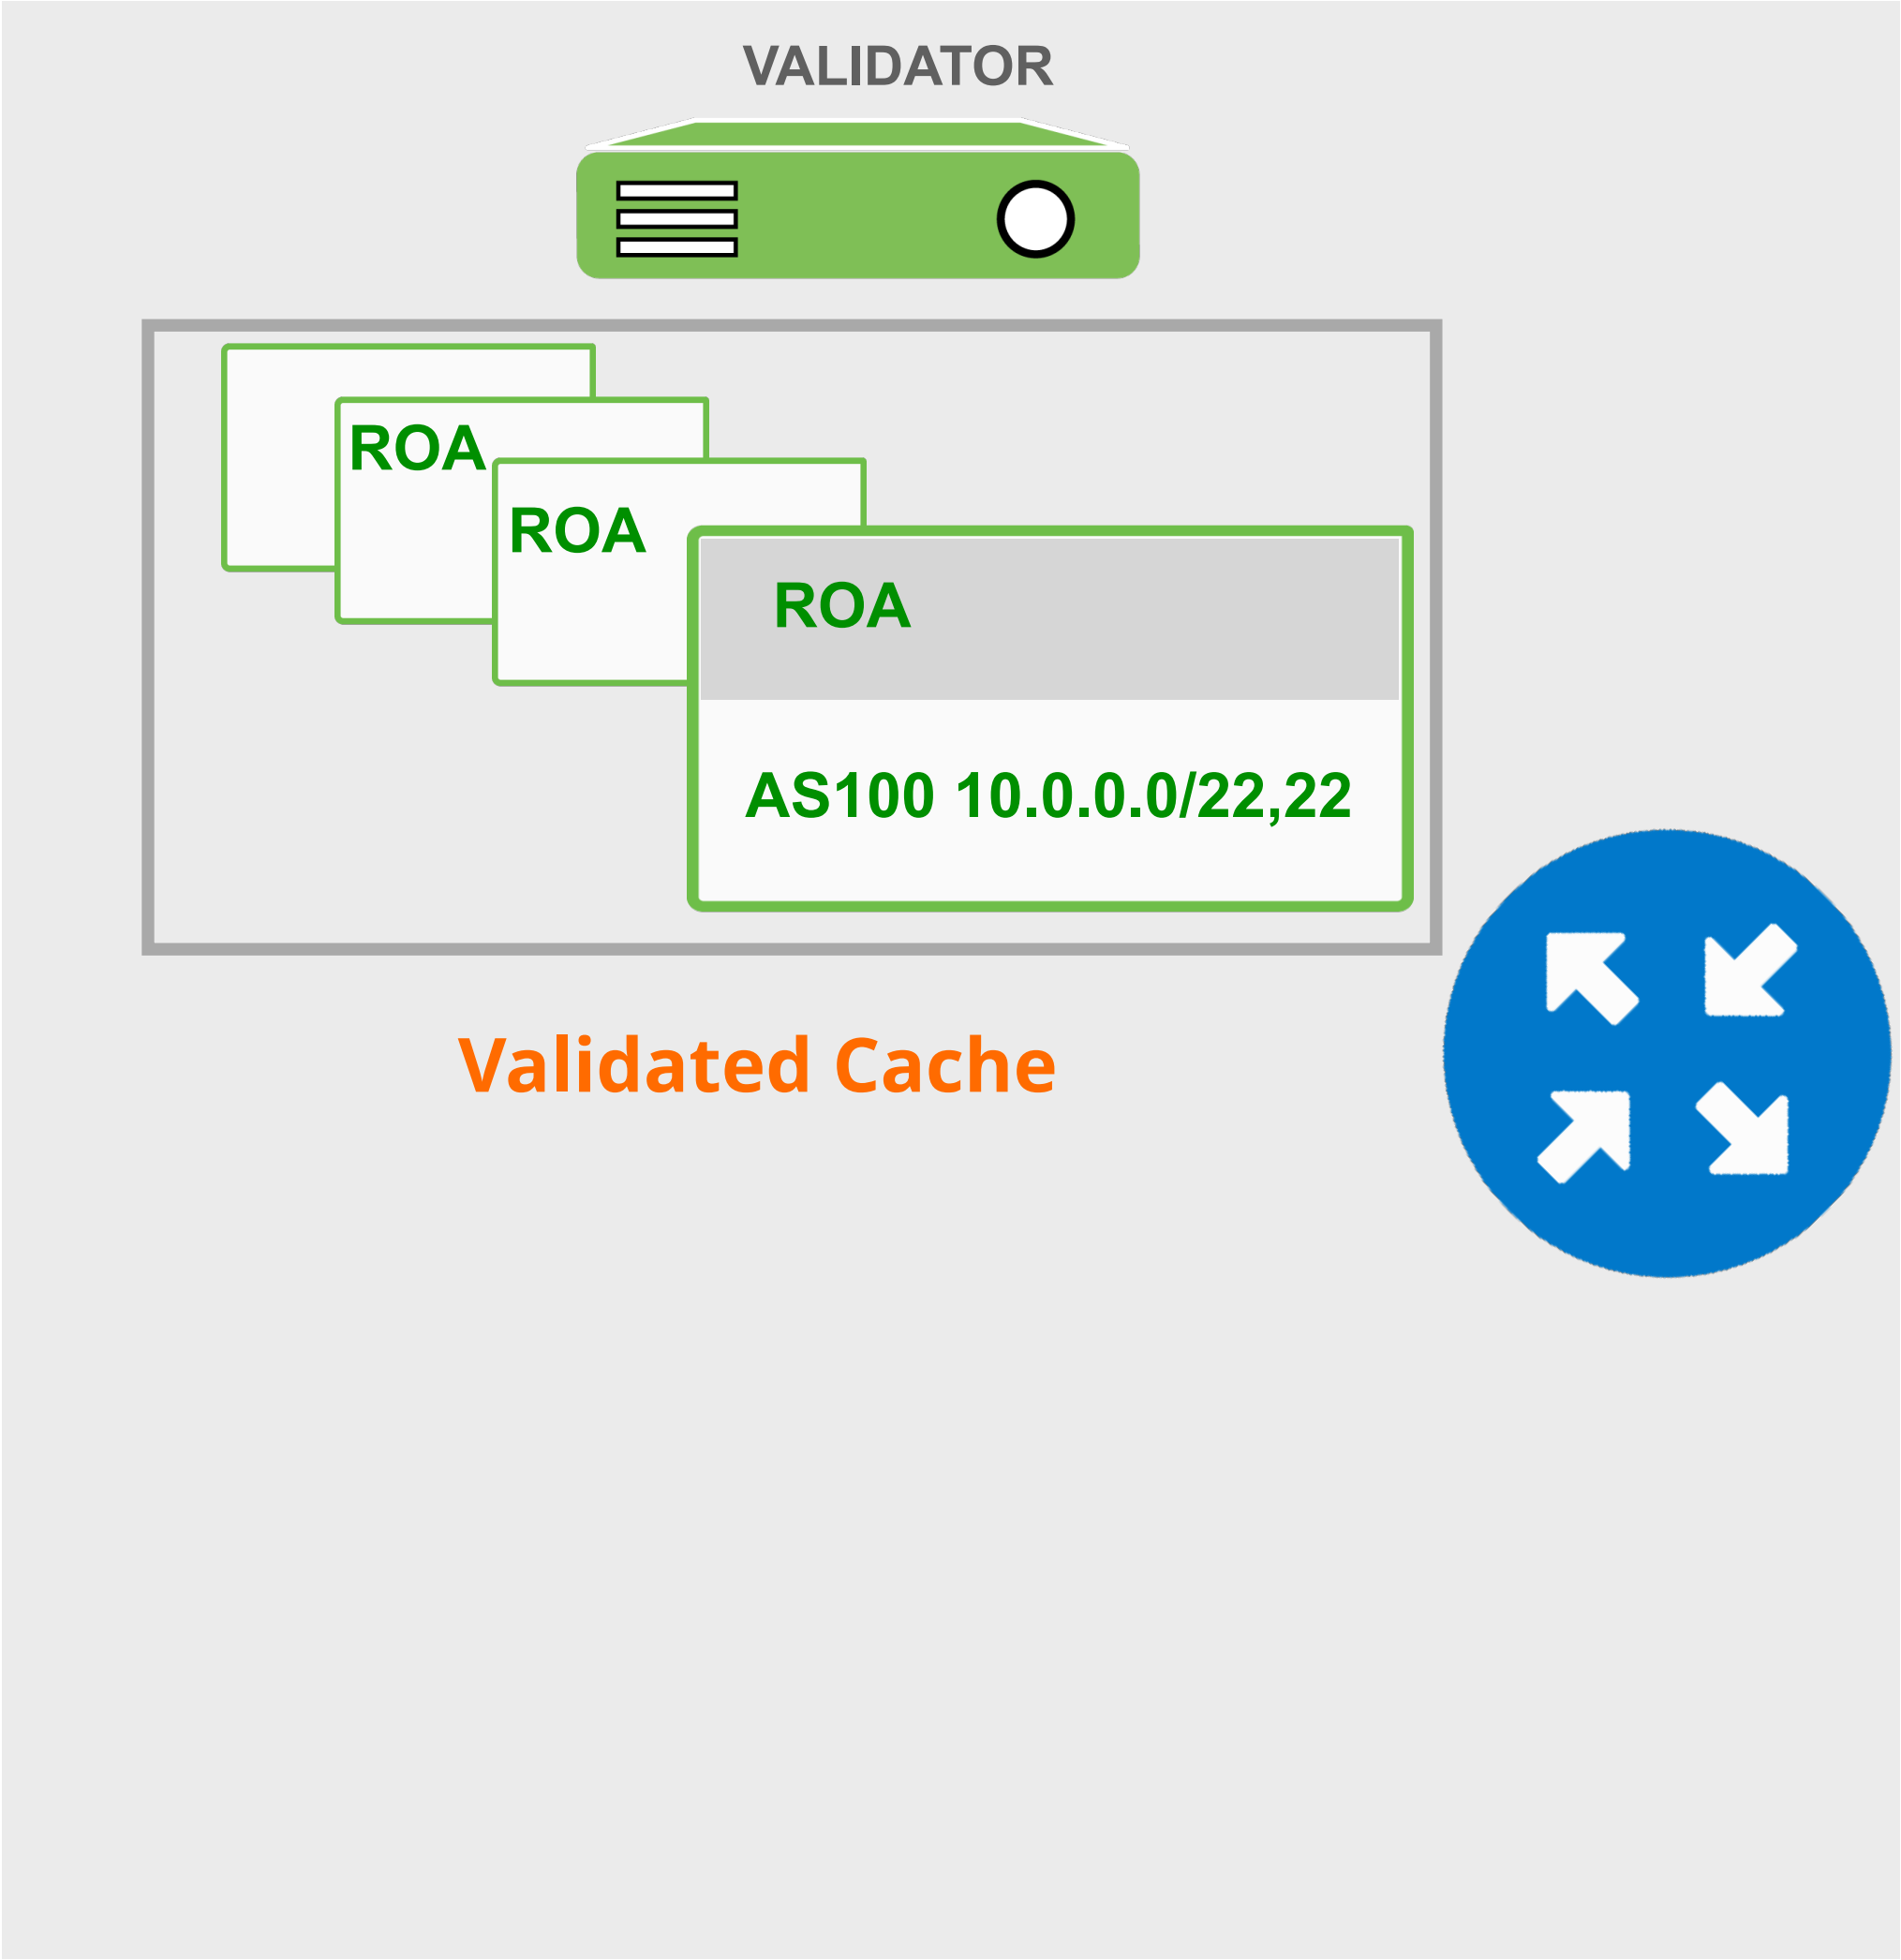 VALIDATOR
ROA
ROA
ROA
AS100 10.0.0.0/22,22
Validated Cache